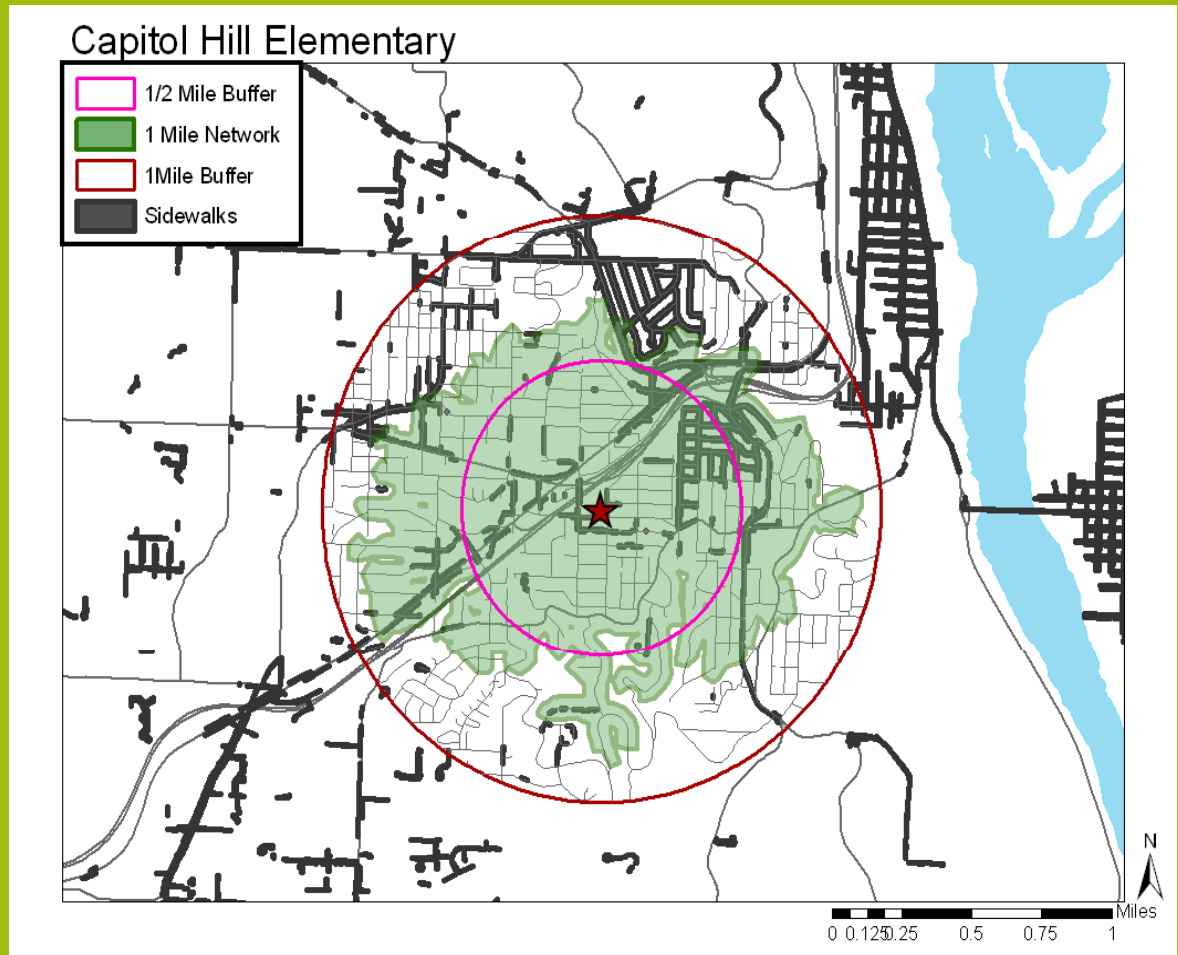 Capitol Hill Elementary
1/2 Mile Buffer
1 Mile Network
1Mile Buffer
Sidewalks
N
Miles
0 0.125 0.25 0.5 0.75 1